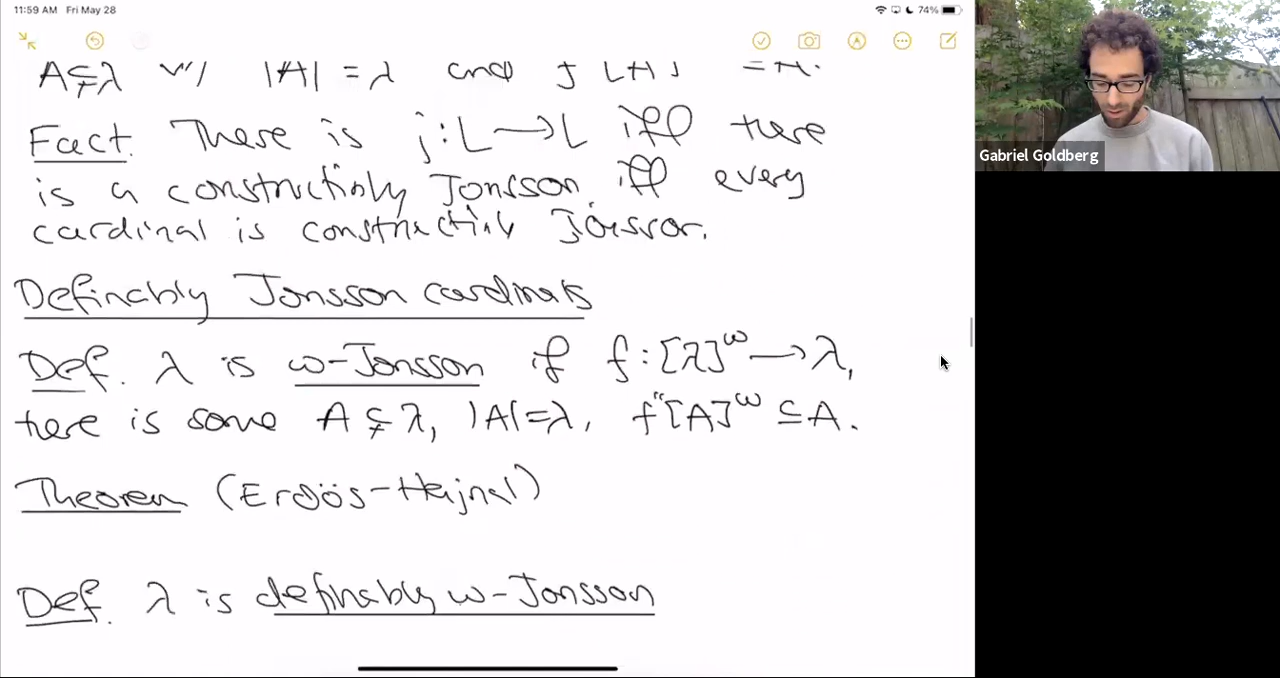 11:59 AM Fri May 28
74%
A⊊λ w/ |A| = λ and j[A] = A.
Fact. There is j: L → L iff there
is a constructibly Jonsson iff every
cardinal is constructibly Jonsson.
Definably Jonsson cardinals
Def. λ is ω-Jonsson if f: [λ]^ω → λ,
there is some A ⊊ λ, |A|=λ, f"[A]^ω ⊆ A.
Theorem (Erdös-Hajnal)
Def. λ is definably ω-Jonsson
Gabriel Goldberg